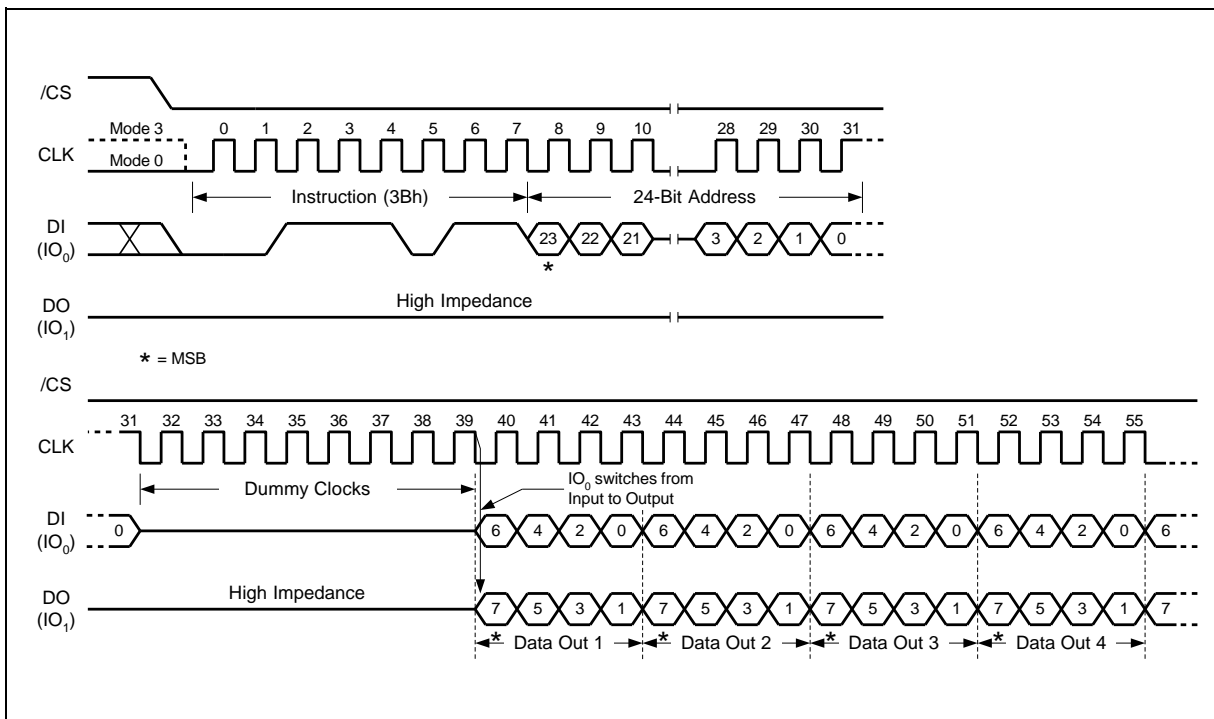 /CS
Mode 3 0 1 2 3 4 5 6 7 8 9 10 28 29 30 31
CLK
Mode 0
Instruction (3Bh) 24-Bit Address
DI
(IO0)
23 22 21 3 2 1 0
*
High Impedance
DO
(IO1)
* = MSB
/CS
31 32 33 34 35 36 37 38 39 40 41 42 43 44 45 46 47 48 49 50 51 52 53 54 55
CLK
Dummy Clocks
IO0 switches from
Input to Output
DI
(IO0)
0 6 4 2 0 6 4 2 0 6 4 2 0 6 4 2 0 6
High Impedance
DO
(IO1)
7 5 3 1 7 5 3 1 7 5 3 1 7 5 3 1 7
* Data Out 1 * Data Out 2 * Data Out 3 * Data Out 4